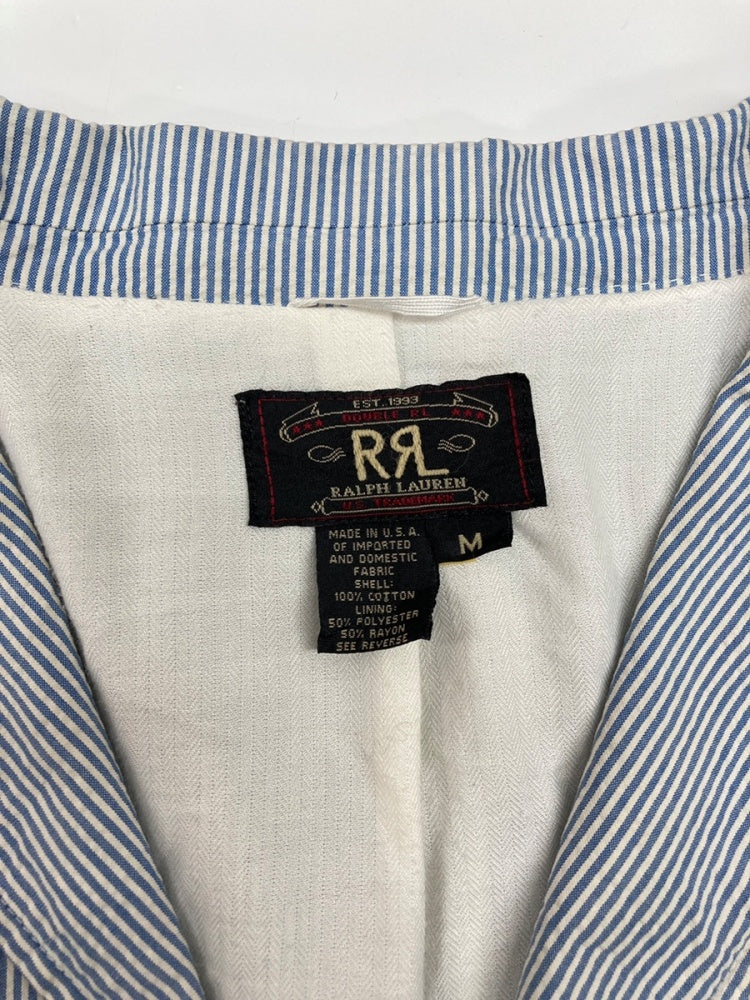 EST. 1993
★★★ DOUBLE RL ★★★
RRL
RALPH LAUREN
U.S. TRADEMARK
M
MADE IN U.S.A.
OF IMPORTED
AND DOMESTIC
FABRIC
SHELL:
100% COTTON
LINING:
50% POLYESTER
50% RAYON
SEE REVERSE